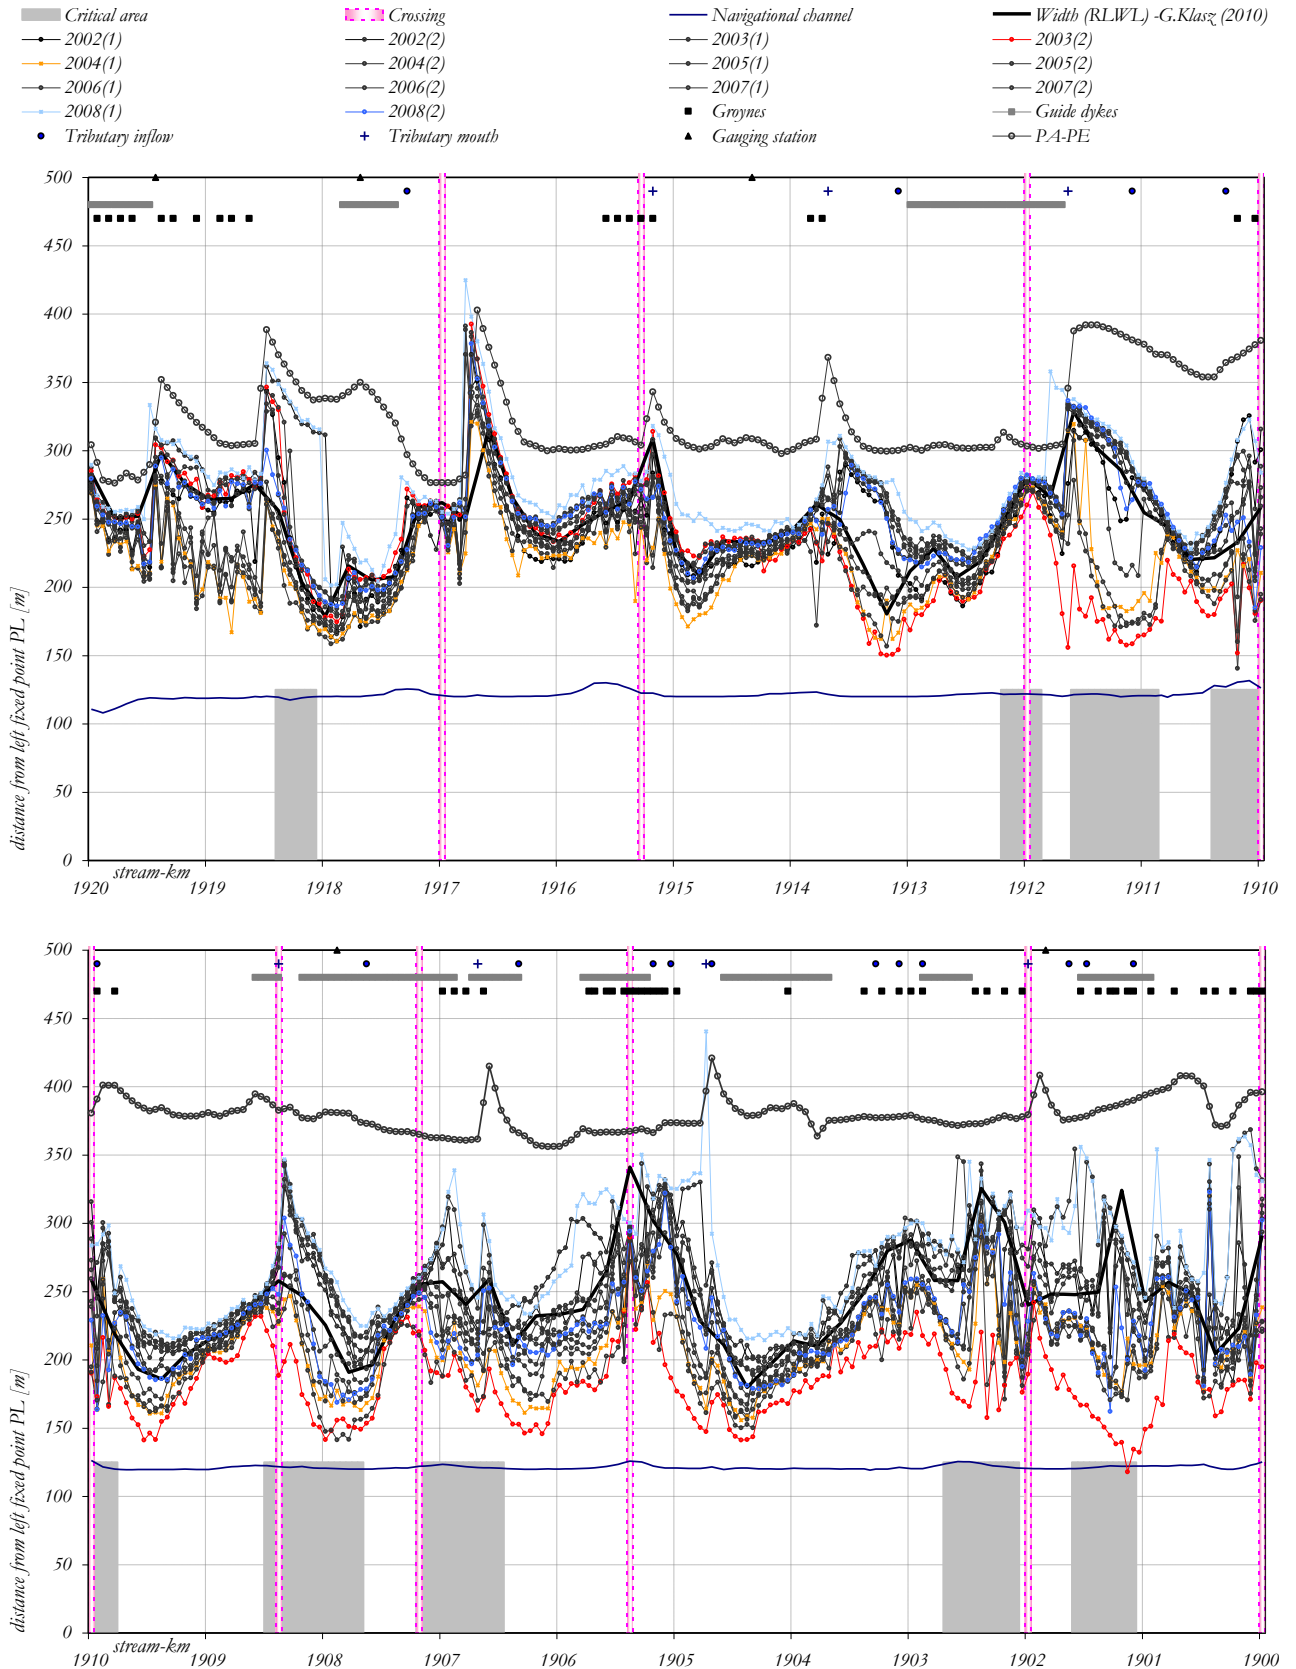 Critical area Crossing Navigational channel Width (RLWL) -G.Klasz (2010)
2002(1) 2002(2) 2003(1) 2003(2)
2004(1) 2004(2) 2005(1) 2005(2)
2006(1) 2006(2) 2007(1) 2007(2)
2008(1) 2008(2) Groynes Guide dykes
Tributary inflow Tributary mouth Gauging station PA-PE
500
450
400
350
300
250
200
150
100
50
0
distance from left fixed point PL [m]
stream-km
1920 1919 1918 1917 1916 1915 1914 1913 1912 1911 1910
500
450
400
350
300
250
200
150
100
50
0
distance from left fixed point PL [m]
stream-km
1910 1909 1908 1907 1906 1905 1904 1903 1902 1901 1900